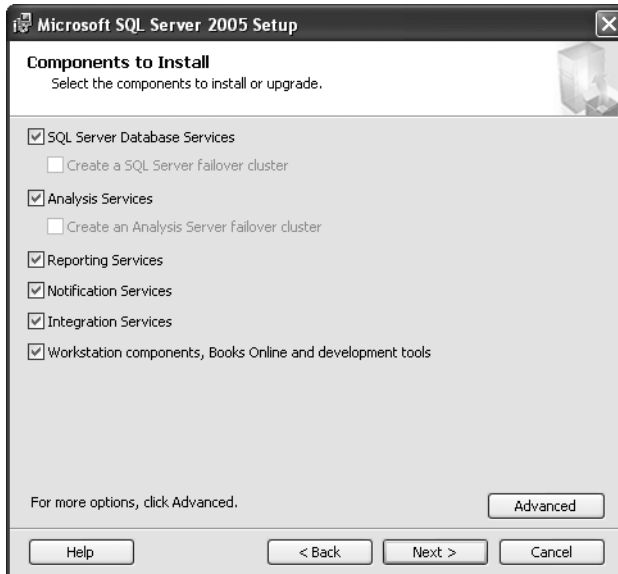 Microsoft SQL Server 2005 Setup
Components to Install
Select the components to install or upgrade.
SQL Server Database Services
Create a SQL Server failover cluster
Analysis Services
Create an Analysis Server failover cluster
Reporting Services
Notification Services
Integration Services
Workstation components, Books Online and development tools
For more options, click Advanced.
Advanced
Help
< Back
Next >
Cancel